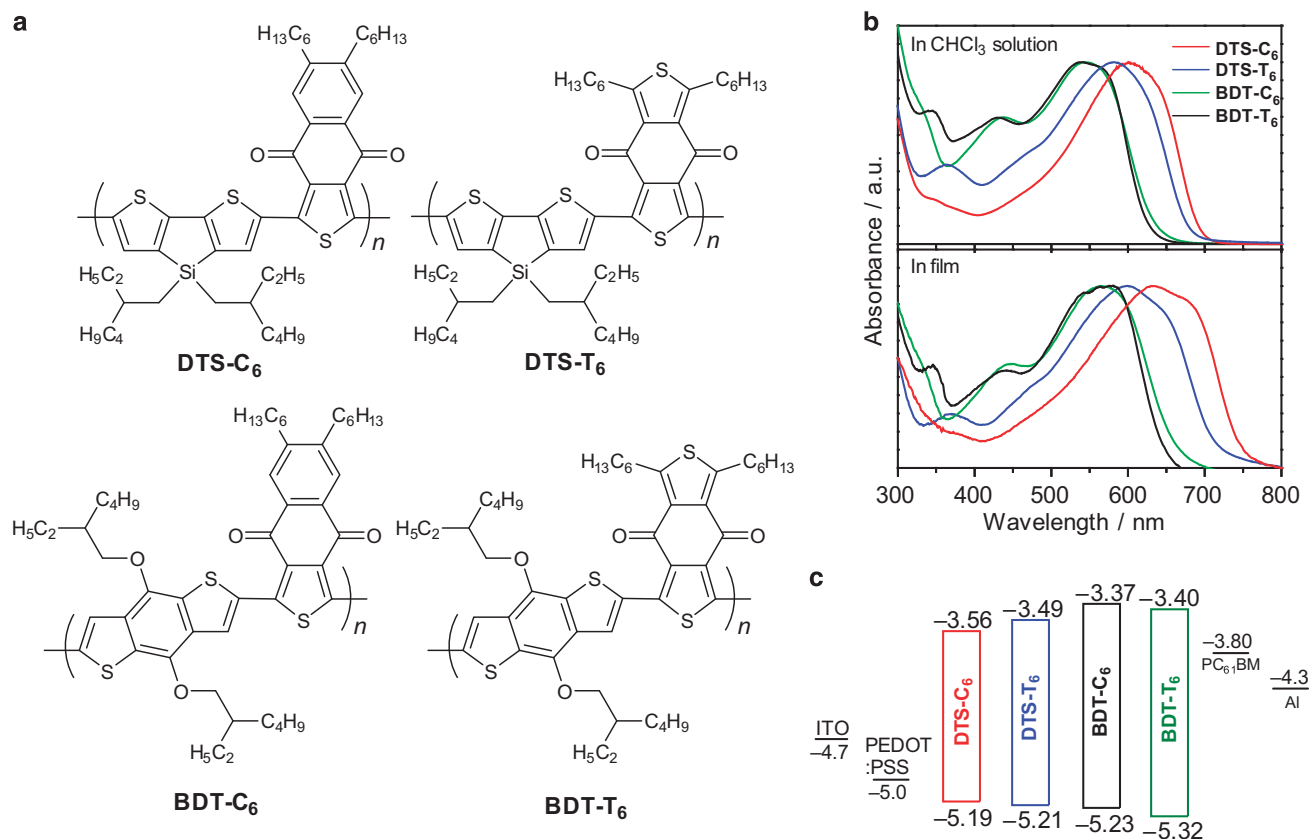 a
H₁₃C₆ C₆H₁₃
O O
S S
S
n
Si
H₅C₂ C₂H₅
H₉C₄ C₄H₉
DTS-C₆
S
H₁₃C₆ C₆H₁₃
O O
S S
S
n
Si
H₅C₂ C₂H₅
H₉C₄ C₄H₉
DTS-T₆
H₁₃C₆ C₆H₁₃
C₄H₉
H₅C₂
O O
O
S
S
n
S
O
C₄H₉
H₅C₂
BDT-C₆
S
H₁₃C₆ C₆H₁₃
C₄H₉
H₅C₂
O O
O
S
S
n
S
O
C₄H₉
H₅C₂
BDT-T₆
b
In CHCl₃ solution
DTS-C₆
DTS-T₆
BDT-C₆
BDT-T₆
In film
Absorbance / a.u.
300 400 500 600 700 800
Wavelength / nm
c
−3.56 −3.49 −3.37 −3.40
−3.80
PC₆₁BM
−4.3
Al
ITO
−4.7
PEDOT
:PSS
−5.0
DTS-C₆
DTS-T₆
BDT-C₆
BDT-T₆
−5.19 −5.21 −5.23 −5.32